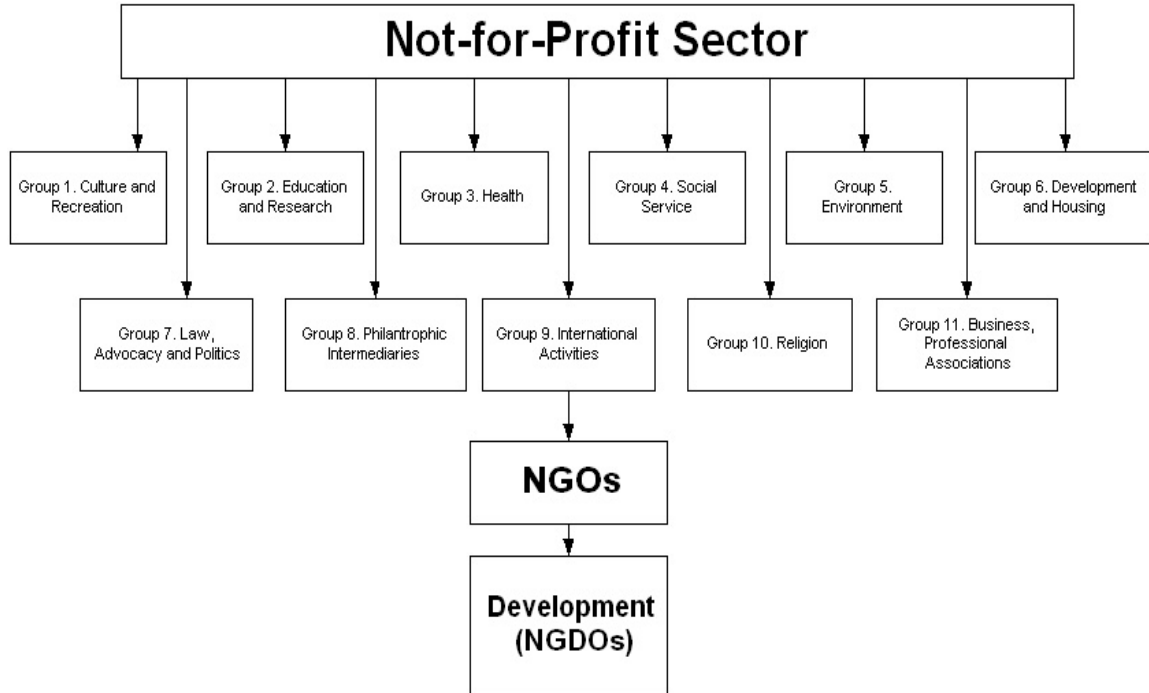 Not-for-Profit Sector
Group 1. Culture and
Recreation
Group 2. Education
and Research
Group 3. Health
Group 4. Social
Service
Group 5.
Environment
Group 6. Development
and Housing
Group 7. Law,
Advocacy and Politics
Group 8. Philantrophic
Intermediaries
Group 9. International
Activities
Group 10. Religion
Group 11. Business,
Professional
Associations
NGOs
Development
(NGDOs)